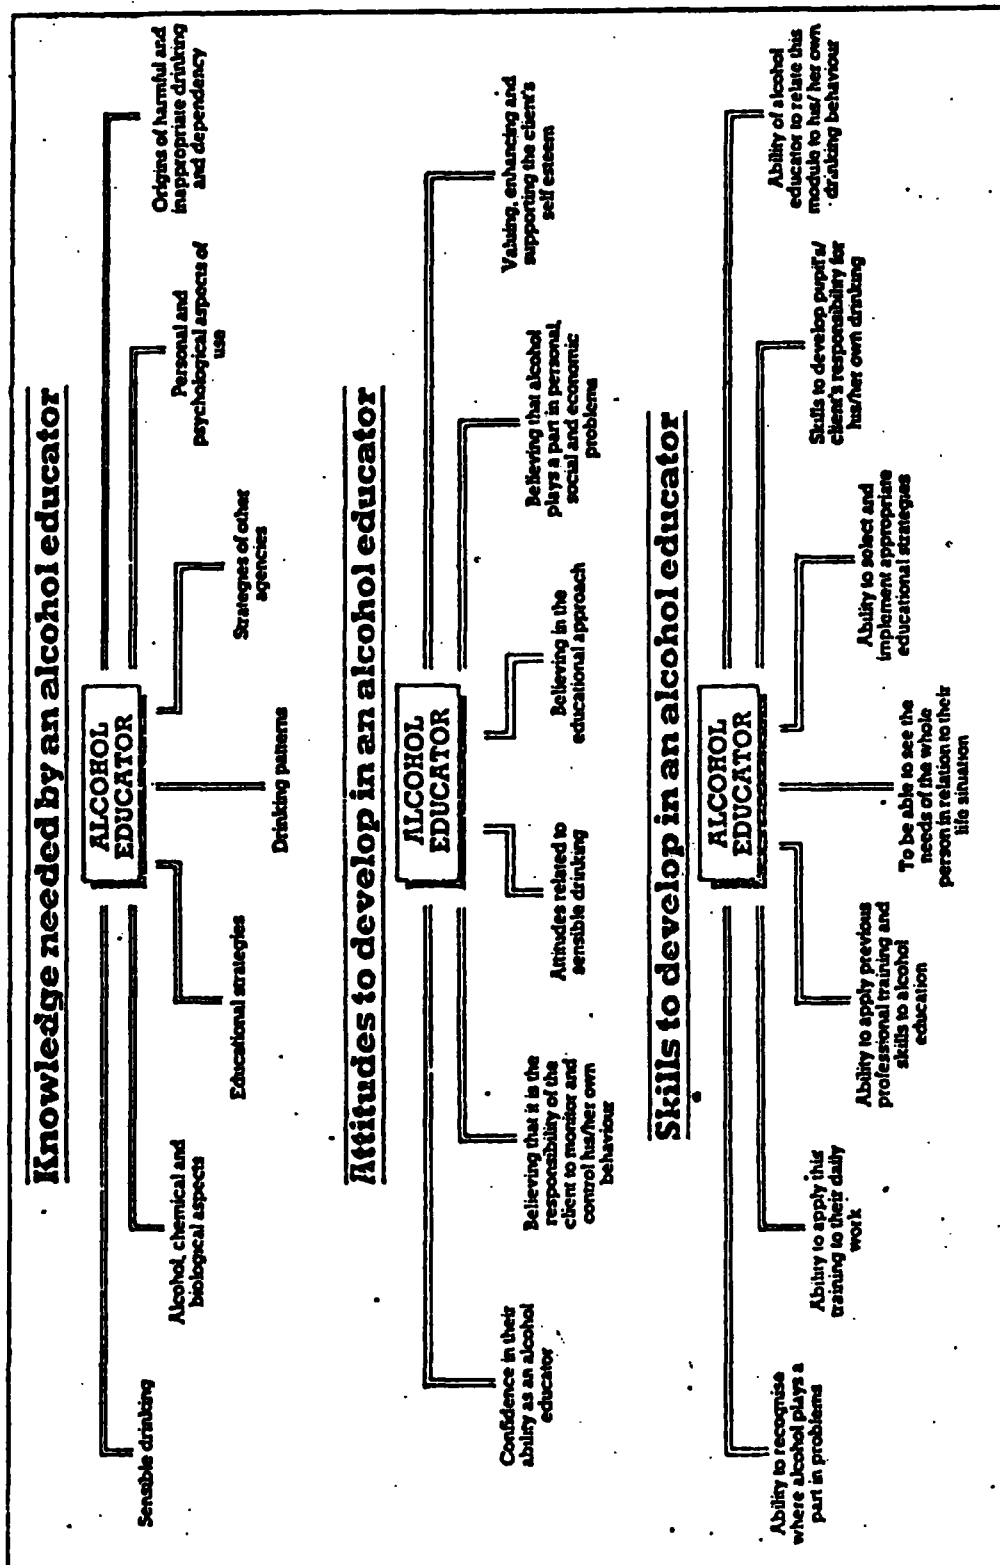 Knowledge needed by an alcohol educator
ALCOHOL
EDUCATOR
Sensible drinking
Alcohol, chemical and
biological aspects
Educational strategies
Drinking patterns
Strategies of other
agencies
Personal and
psychological aspects of
use
Origins of harmful and
inappropriate drinking
and dependency
Attitudes to develop in an alcohol educator
ALCOHOL
EDUCATOR
Confidence in their
ability as an alcohol
educator
Believing that it is the
responsibility of the
client to monitor and
control his/her own
behaviour
Attitudes related to
sensible drinking
Believing in the
educational approach
Believing that alcohol
plays a part in personal,
social and economic
problems
Valuing, enhancing and
supporting the client's
self esteem
Skills to develop in an alcohol educator
ALCOHOL
EDUCATOR
Ability to recognise
where alcohol plays a
part in problems
Ability to apply this
training to their daily
work
Ability to apply previous
professional training and
skills to alcohol
education
To be able to see the
needs of the whole
person in relation to their
life situation
Ability to select and
implement appropriate
educational strategies
Skills to develop pupil's/
client's responsibility for
his/her own drinking
Ability of alcohol
educator to relate this
module to his/ her own
drinking behaviour